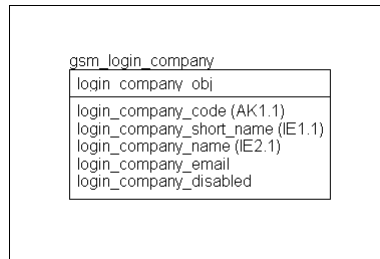 gsm_login_company
login_company_obj
login_company_code (AK1.1)
login_company_short_name (IE1.1)
login_company_name (IE2.1)
login_company_email
login_company_disabled